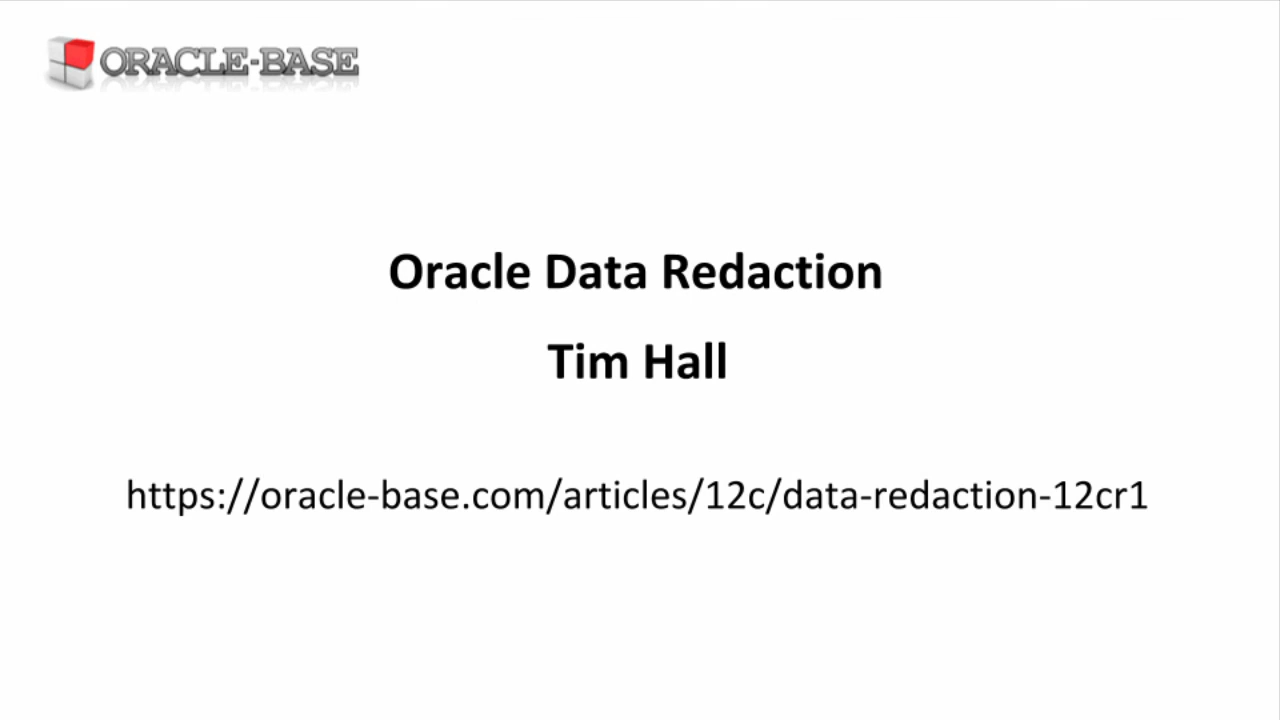 ORACLE-BASE
Oracle Data Redaction
Tim Hall
https://oracle-base.com/articles/12c/data-redaction-12cr1